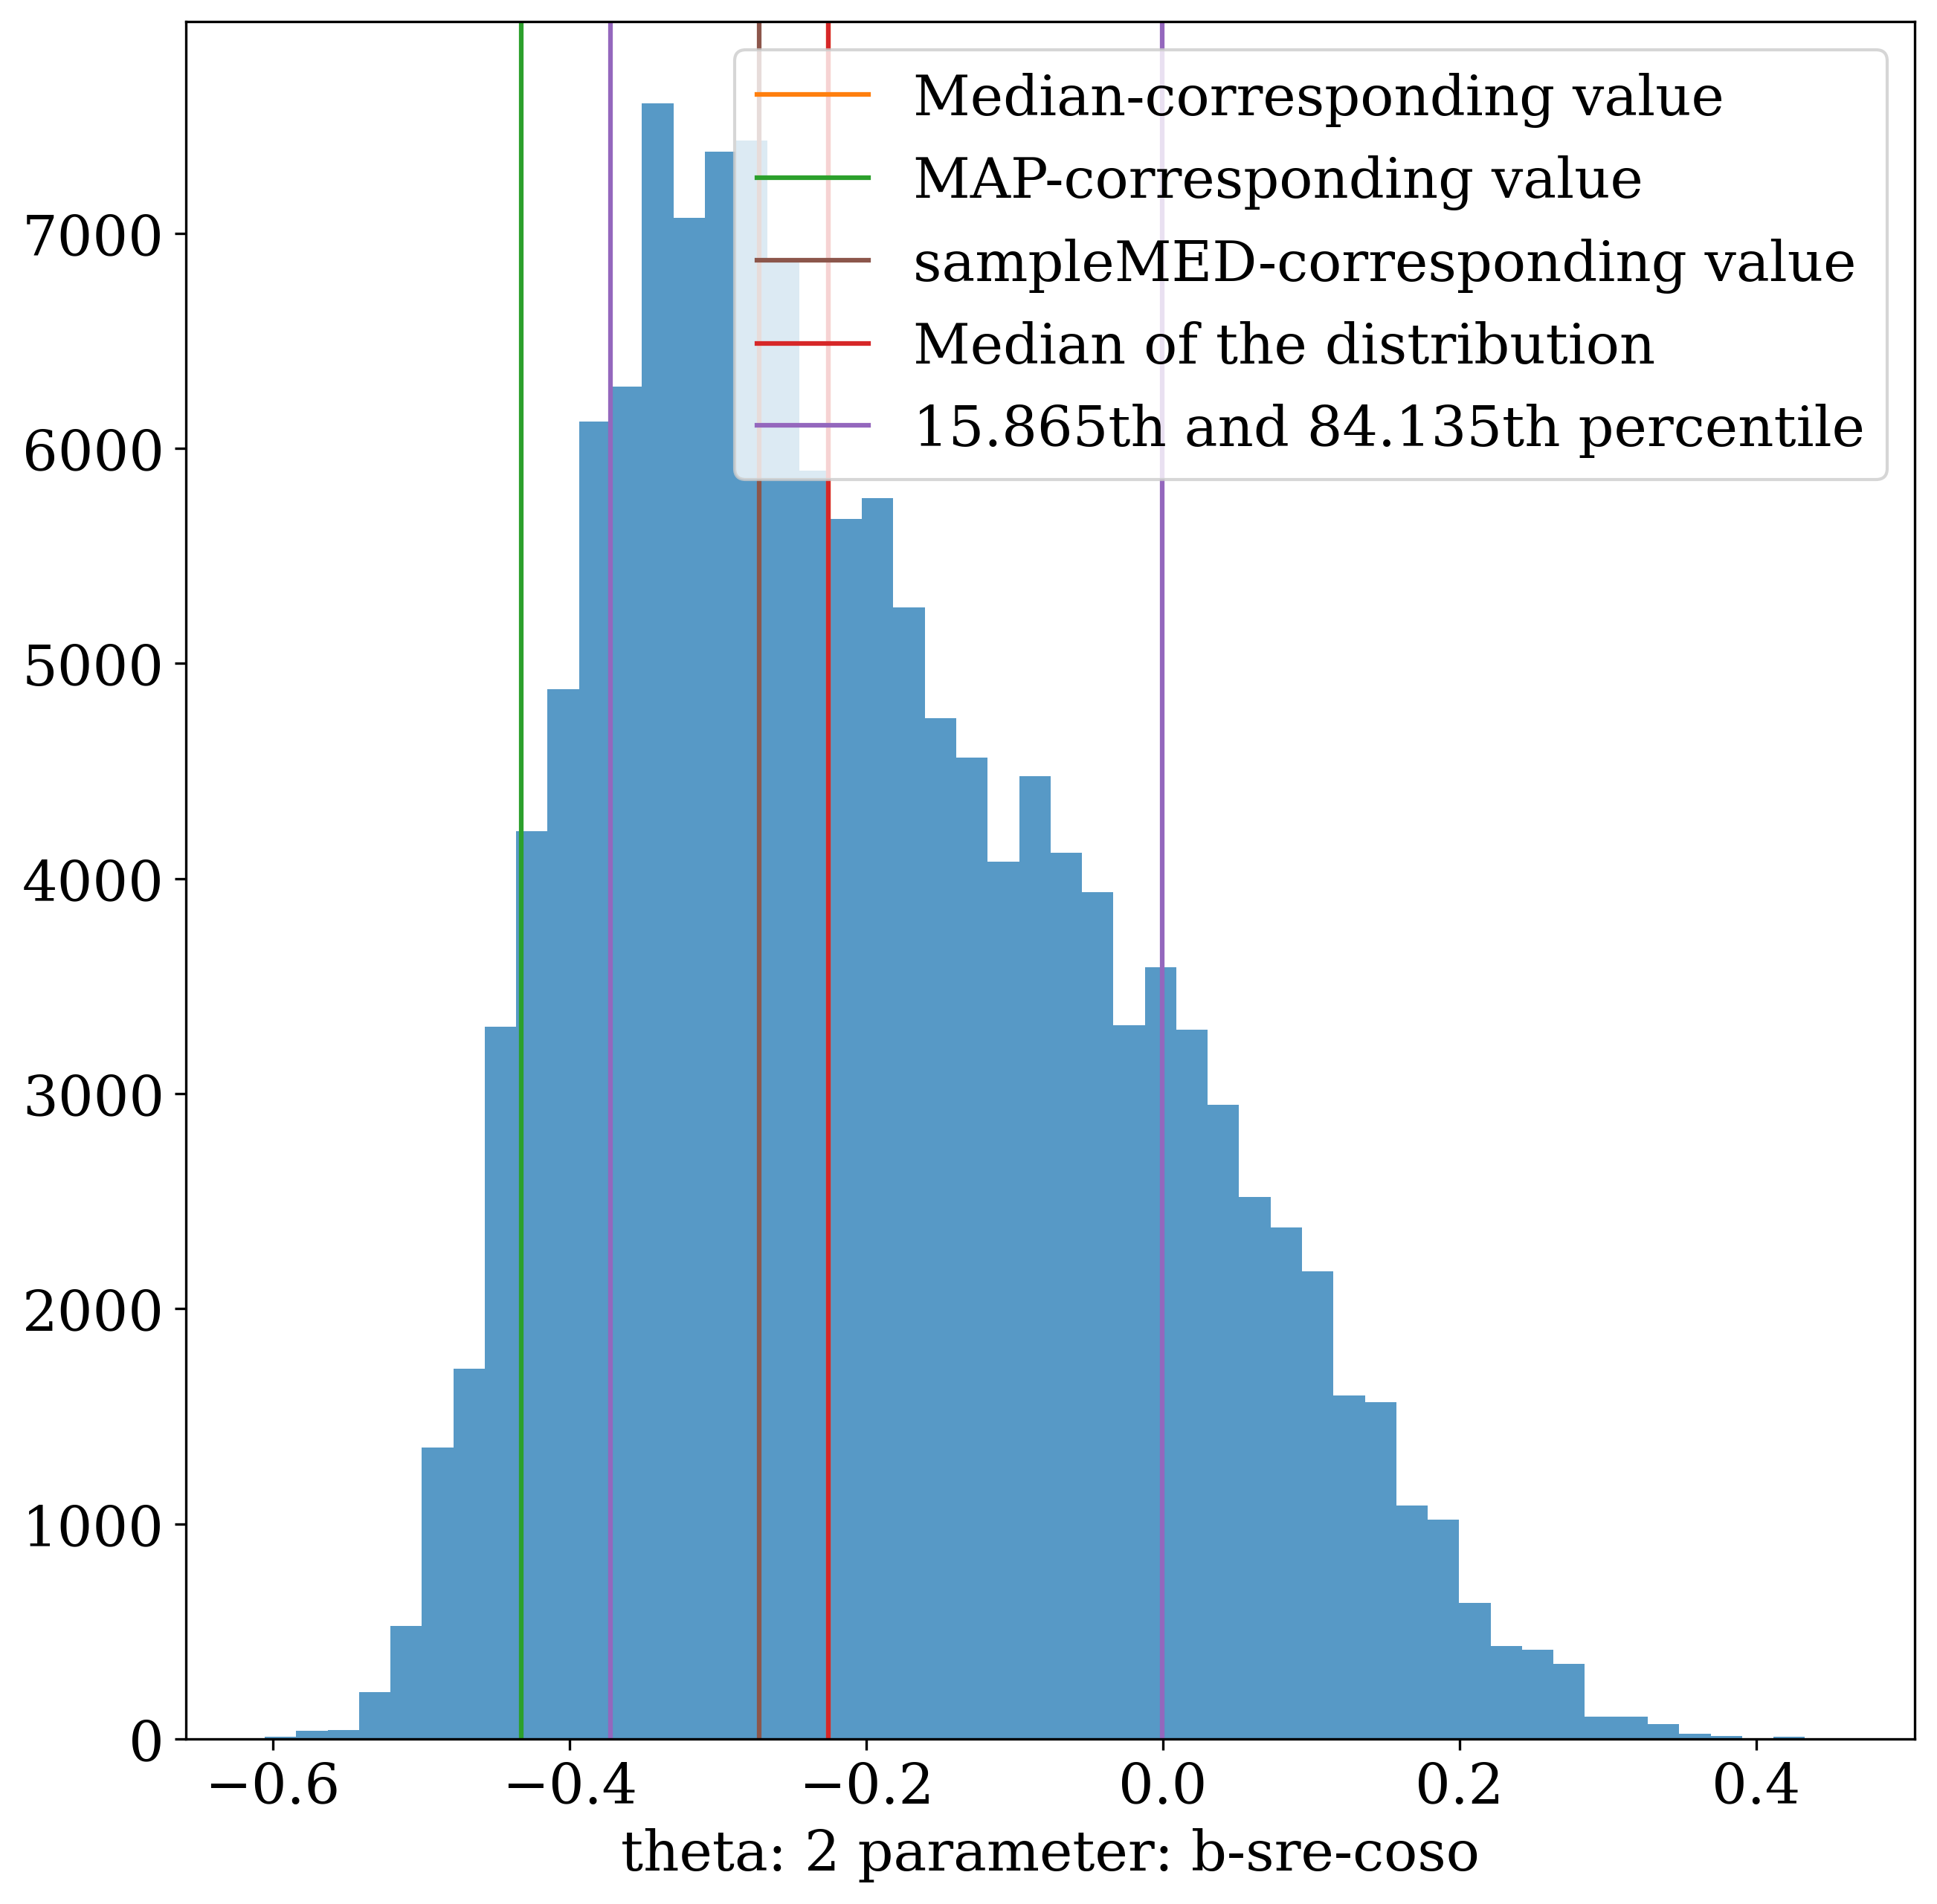 Median-corresponding value
MAP-corresponding value
sampleMED-corresponding value
Median of the distribution
15.865th and 84.135th percentile
7000
6000
5000
4000
3000
2000
1000
0
−0.6 −0.4 −0.2 0.0 0.2 0.4
theta: 2 parameter: b-sre-coso